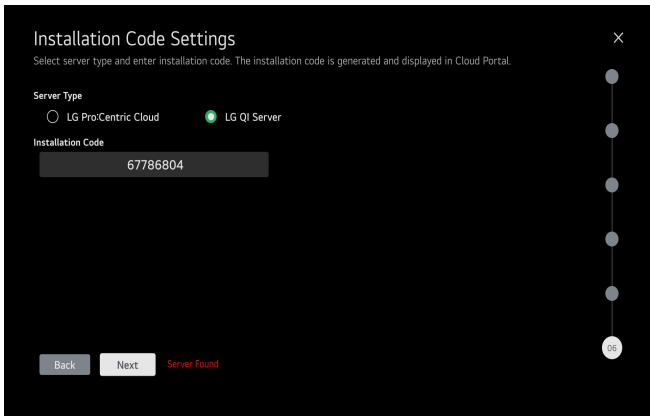 Installation Code Settings
Select server type and enter installation code. The installation code is generated and displayed in Cloud Portal.
Server Type
LG Pro:Centric Cloud LG QI Server
Installation Code
67786804
06
Back Next Server Found